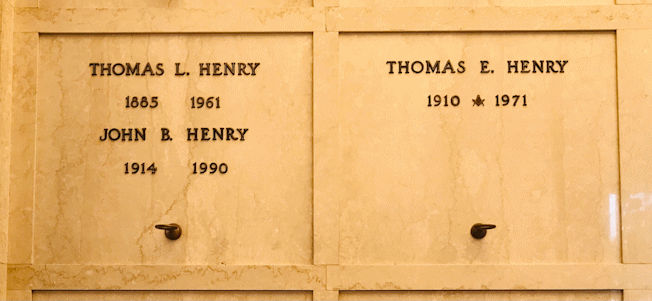 THOMAS L. HENRY
1885 1961
JOHN B. HENRY
1914 1990
THOMAS E. HENRY
1910 1971